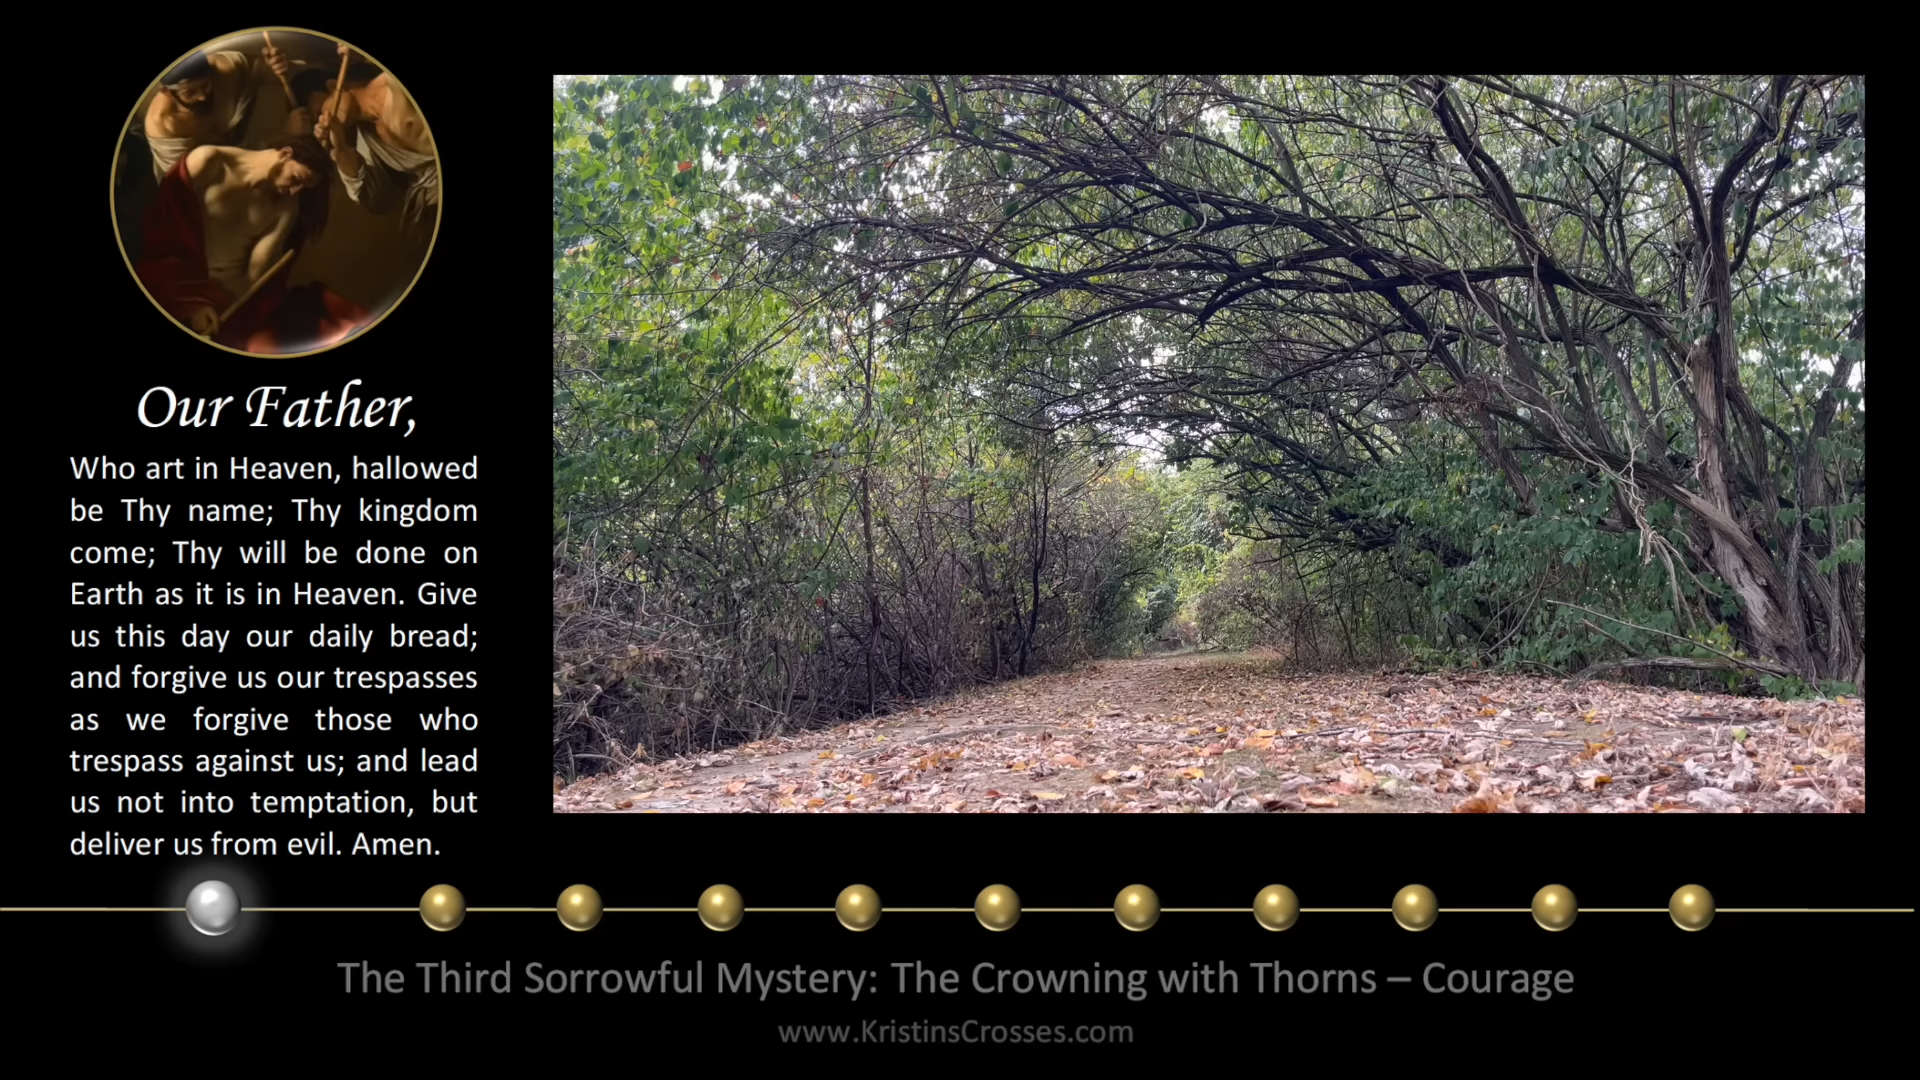 Our Father,
Who art in Heaven, hallowed
be Thy name; Thy kingdom
come; Thy will be done on
Earth as it is in Heaven. Give
us this day our daily bread;
and forgive us our trespasses
as we forgive those who
trespass against us; and lead
us not into temptation, but
deliver us from evil. Amen.
The Third Sorrowful Mystery: The Crowning with Thorns – Courage
www.KristinsCrosses.com